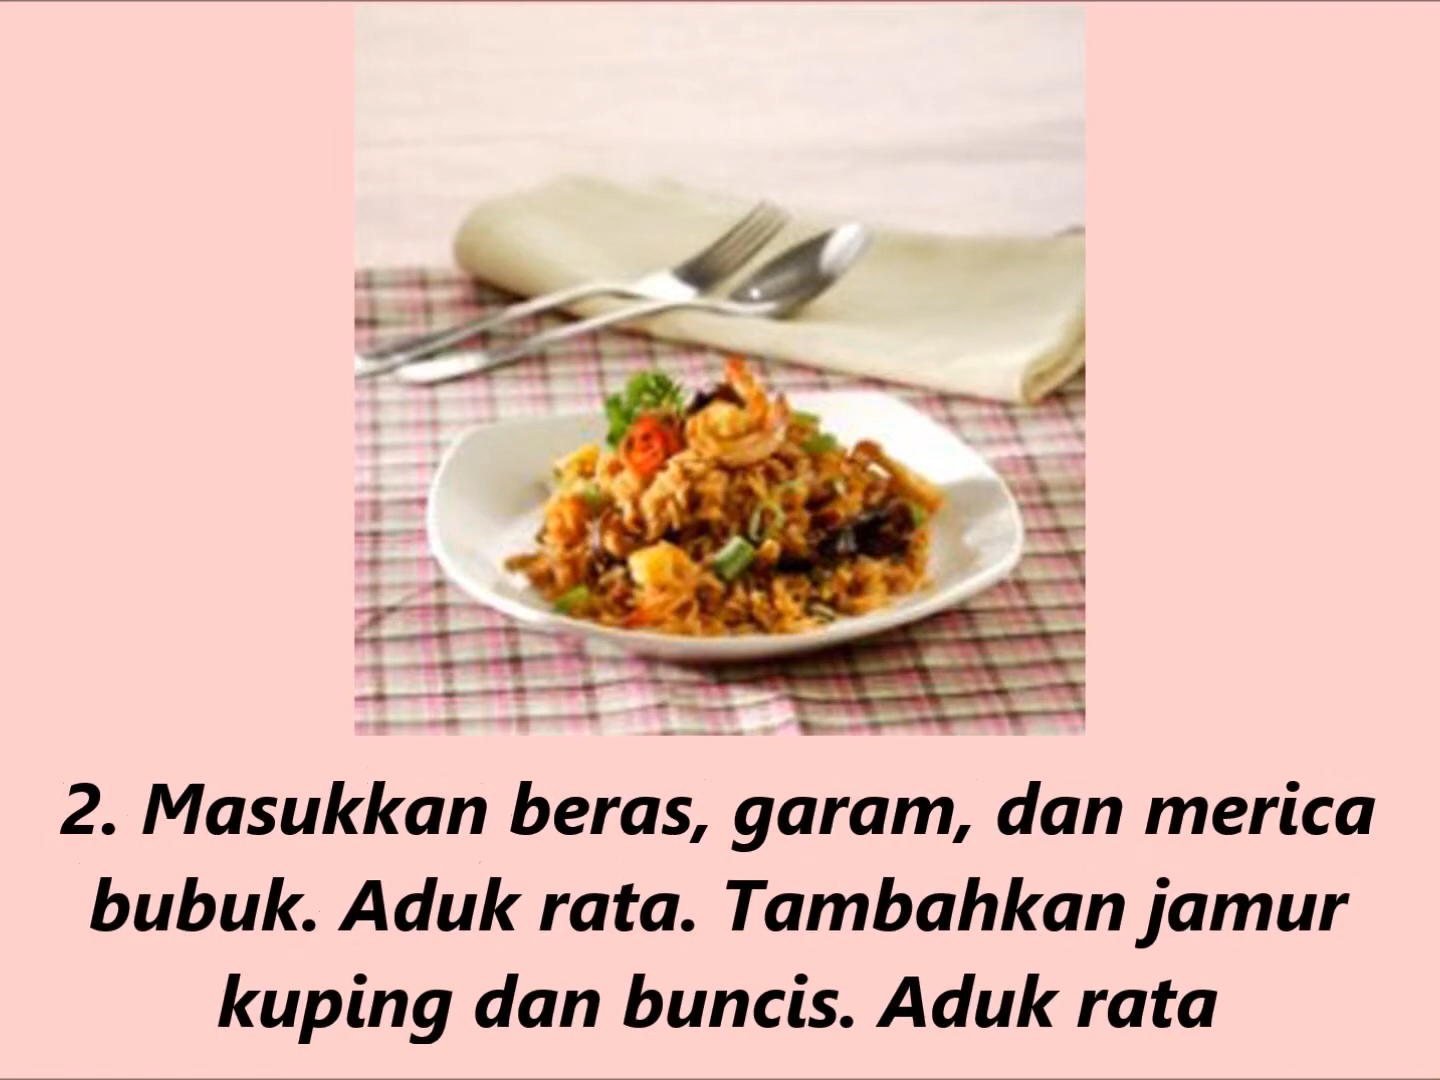 2. Masukkan beras, garam, dan merica
bubuk. Aduk rata. Tambahkan jamur
kuping dan buncis. Aduk rata